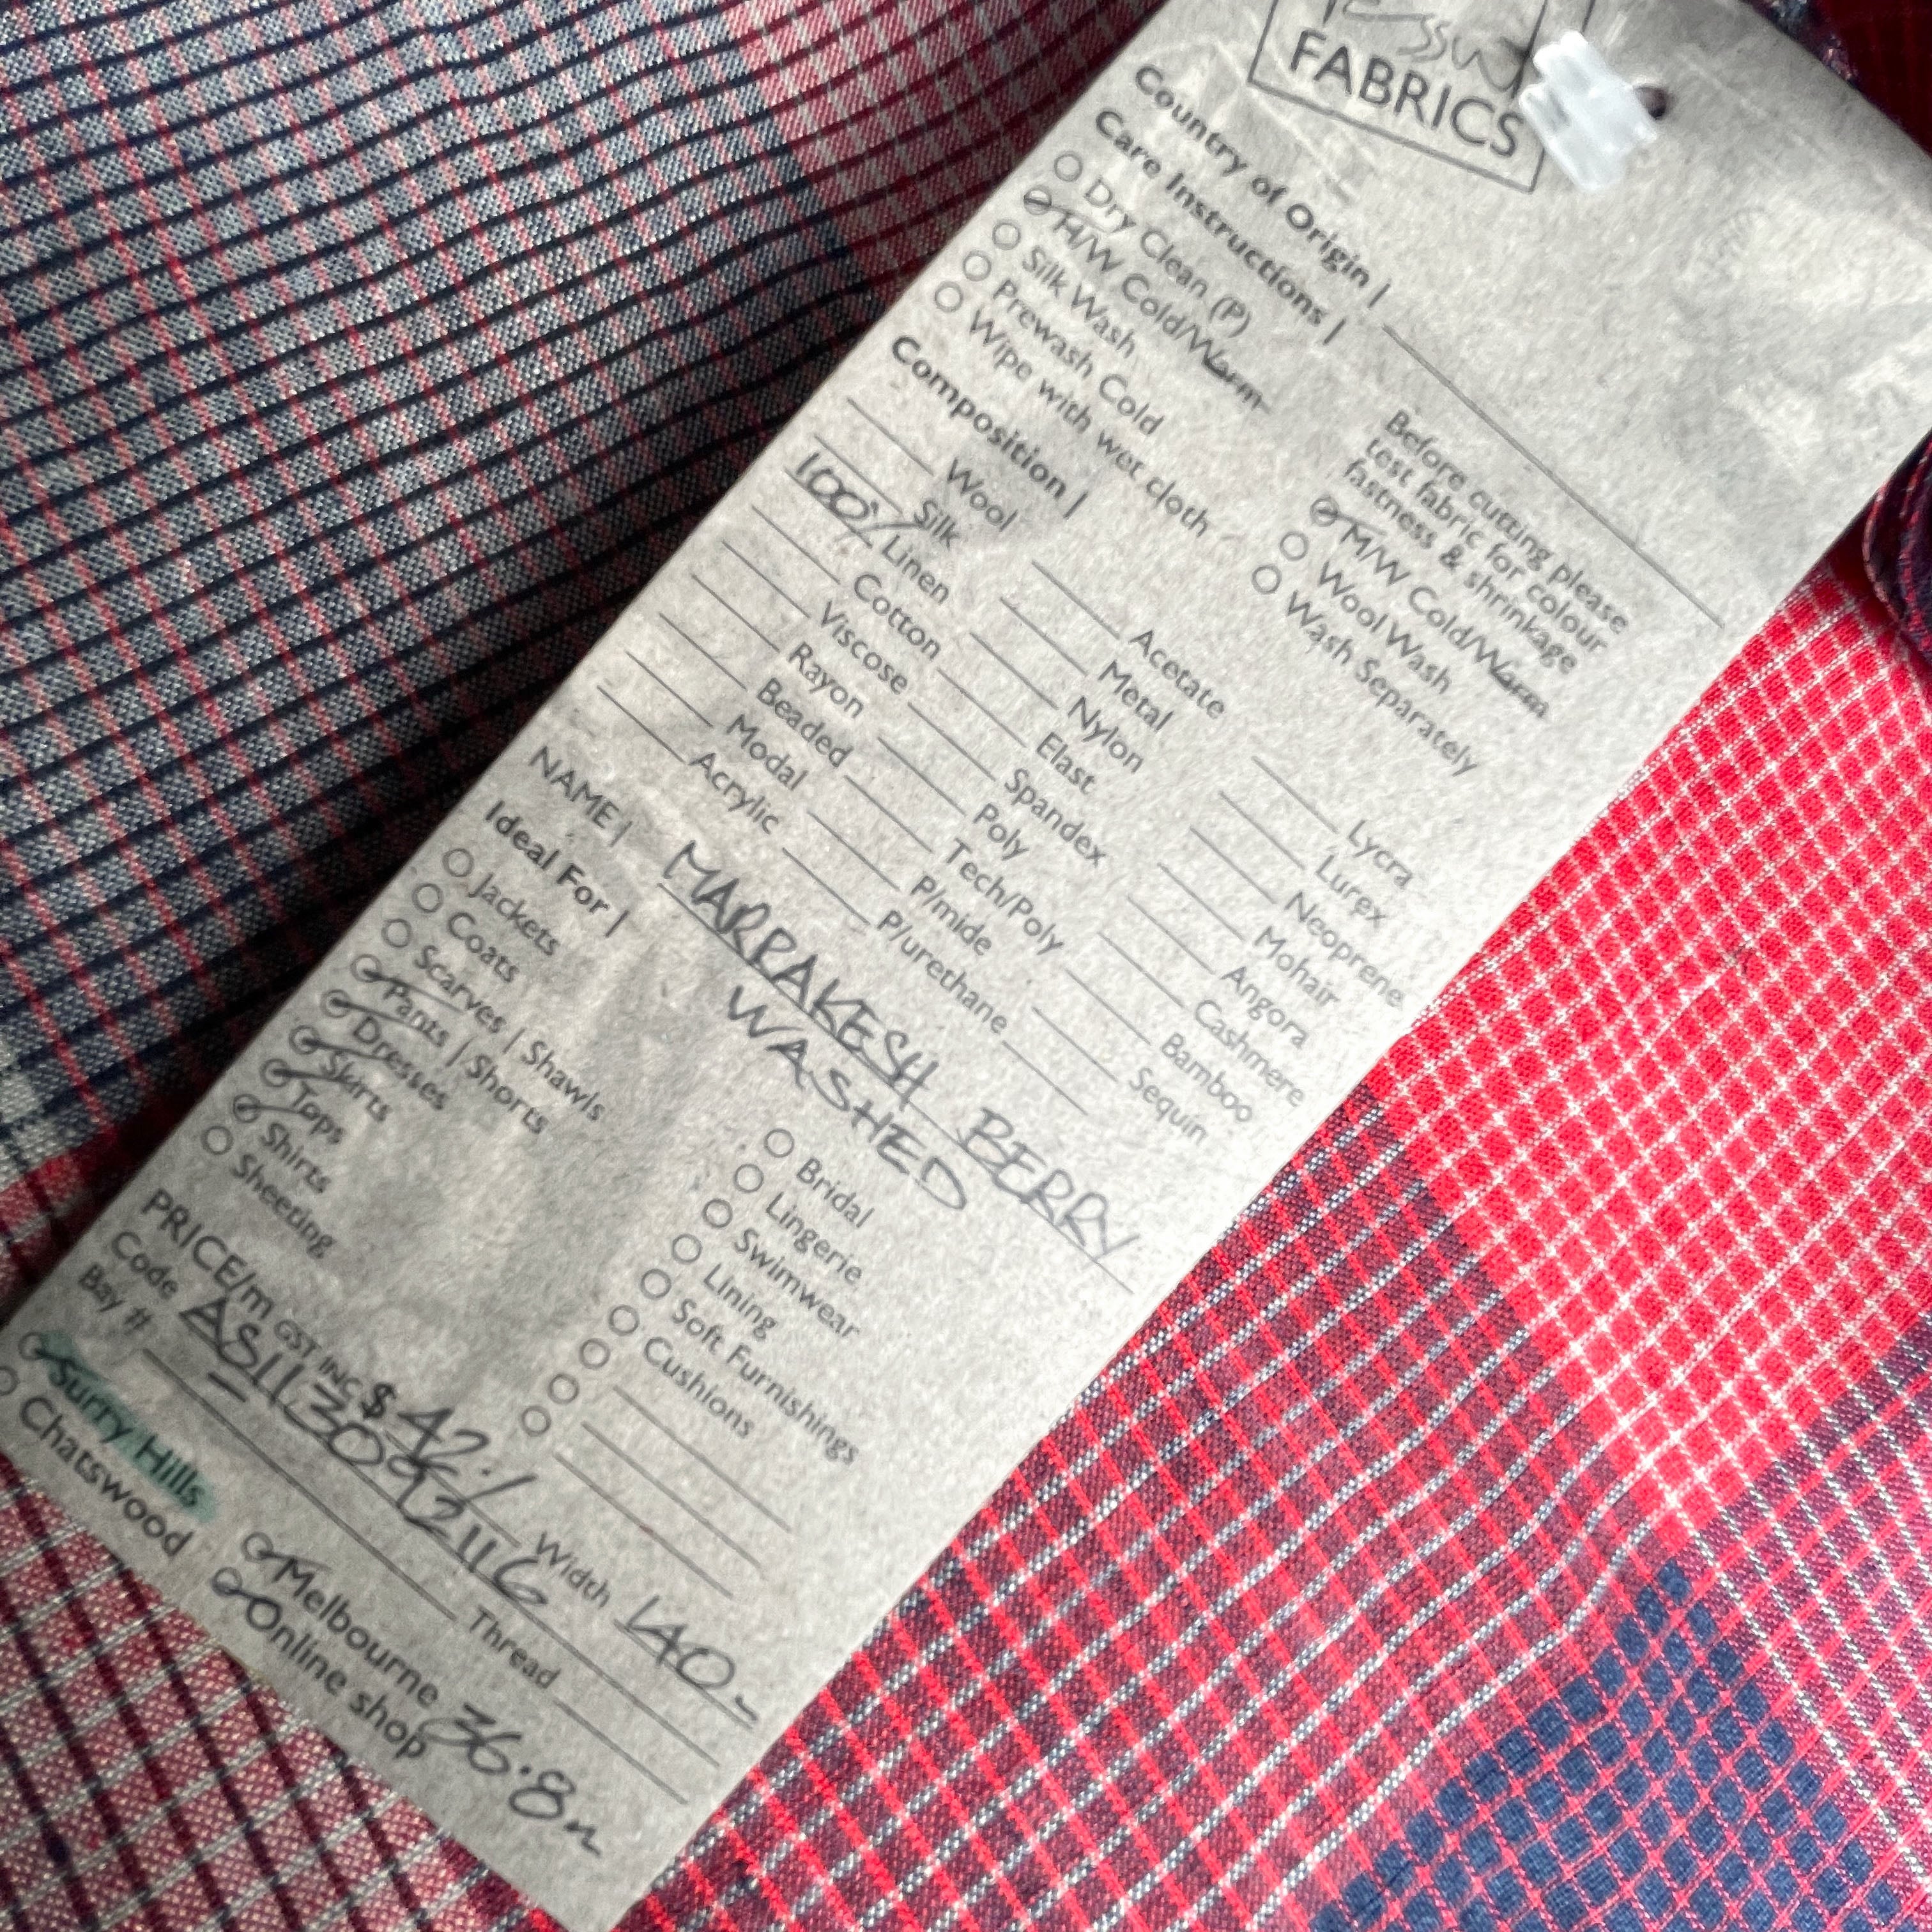 FABRICS
Country of Origin |
Care Instructions |
Dry Clean (P)
H/W Cold/Warm
Silk Wash
Prewash Cold
Wipe with wet cloth
Before cutting please
test fabric for colour
fastness & shrinkage
M/W Cold/Warm
Wool Wash
Wash Separately
Composition |
Wool
Silk
100% Linen
Cotton
Viscose
Rayon
Beaded
Modal
Acrylic
Acetate
Metal
Nylon
Elast
Spandex
Poly
Tech/Poly
P/mide
P/urethane
Lycra
Lurex
Neoprene
Mohair
Angora
Cashmere
Bamboo
Sequin
NAME | MARRAKESH BERRY
WASHED
Ideal For |
Jackets
Coats
Scarves | Shawls
Pants | Shorts
Dresses
Skirts
Tops
Shirts
Sheeting
Bridal
Lingerie
Swimwear
Lining
Soft Furnishings
Cushions
PRICE/m GST INC $ 42./ Width 140
Code AS113092116
Bay # Thread
Surry Hills
Chatswood
Melbourne
Online shop
36.8m